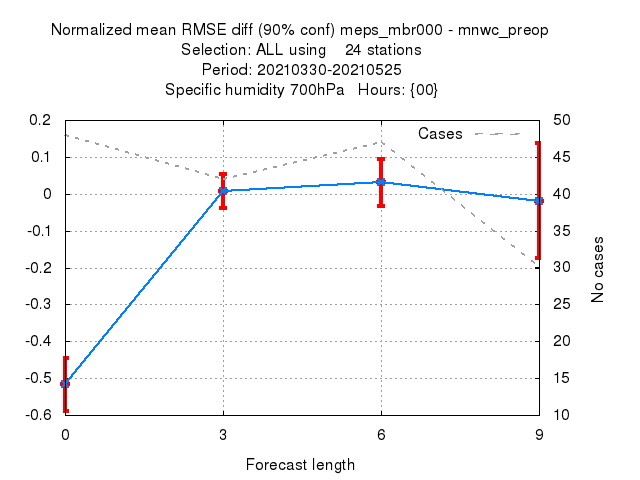 Normalized mean RMSE diff (90% conf) meps_mbr000 - mnwc_preop
Selection: ALL using    24 stations
Period: 20210330-20210525
Specific humidity 700hPa   Hours: {00}
Cases
0.2
0.1
0
-0.1
-0.2
-0.3
-0.4
-0.5
-0.6
50
45
40
35
30
25
20
15
10
No cases
0 3 6 9
Forecast length